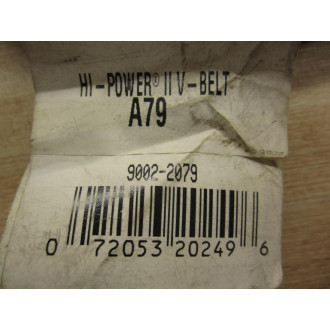 HI-POWER® II V-BELT
A79
9002-2079
0 72053 20249 6